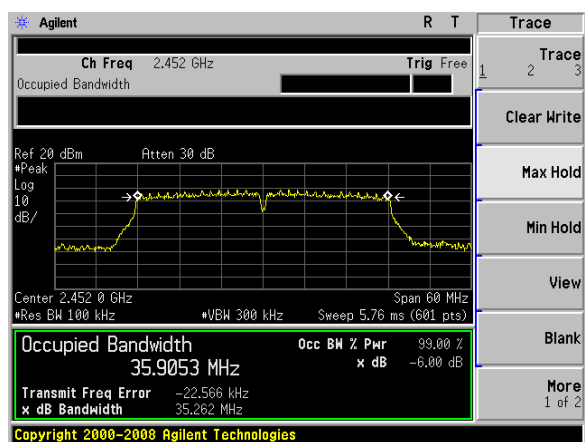 Agilent R T Trace
Ch Freq 2.452 GHz Trig Free
Occupied Bandwidth
Trace
1 2 3
Clear Write
Max Hold
Min Hold
View
Blank
More
1 of 2
Ref 20 dBm Atten 30 dB
#Peak
Log
10
dB/
Center 2.452 0 GHz Span 60 MHz
#Res BW 100 kHz #VBW 300 kHz Sweep 5.76 ms (601 pts)
Occupied Bandwidth Occ BW % Pwr 99.00 %
35.9053 MHz x dB -6.00 dB
Transmit Freq Error -22.566 kHz
x dB Bandwidth 35.262 MHz
Copyright 2000-2008 Agilent Technologies